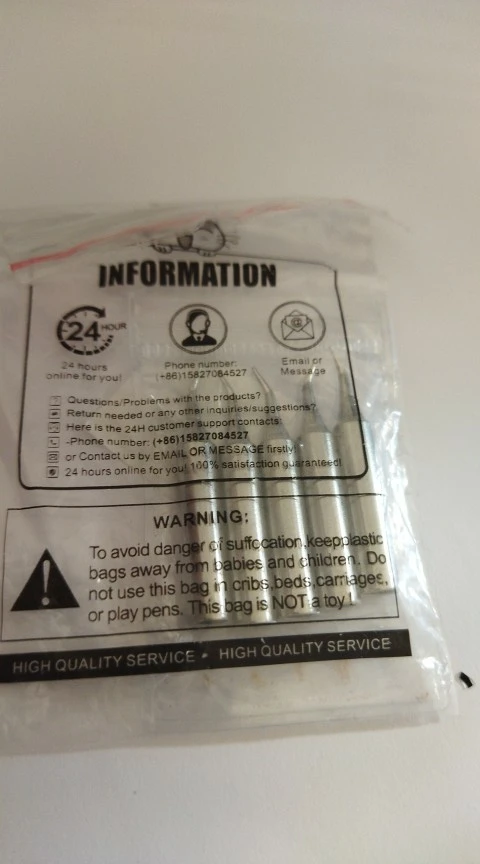 INFORMATION
24 HOUR
24 hours
online for you!
Phone number:
(+86)15827084527
Email or
Message
Questions/Problems with the products?
Return needed or any other inquiries/suggestions?
Here is the 24H customer support contacts:
-Phone number: (+86)15827084527
or Contact us by EMAIL OR MESSAGE firstly!
24 hours online for you! 100% satisfaction guaranteed!
WARNING:
To avoid danger of suffocation,keepplastic
bags away from babies and children. Do
not use this bag in cribs,beds,carriages,
or play pens. This bag is NOT a toy!
HIGH QUALITY SERVICE • HIGH QUALITY SERVICE